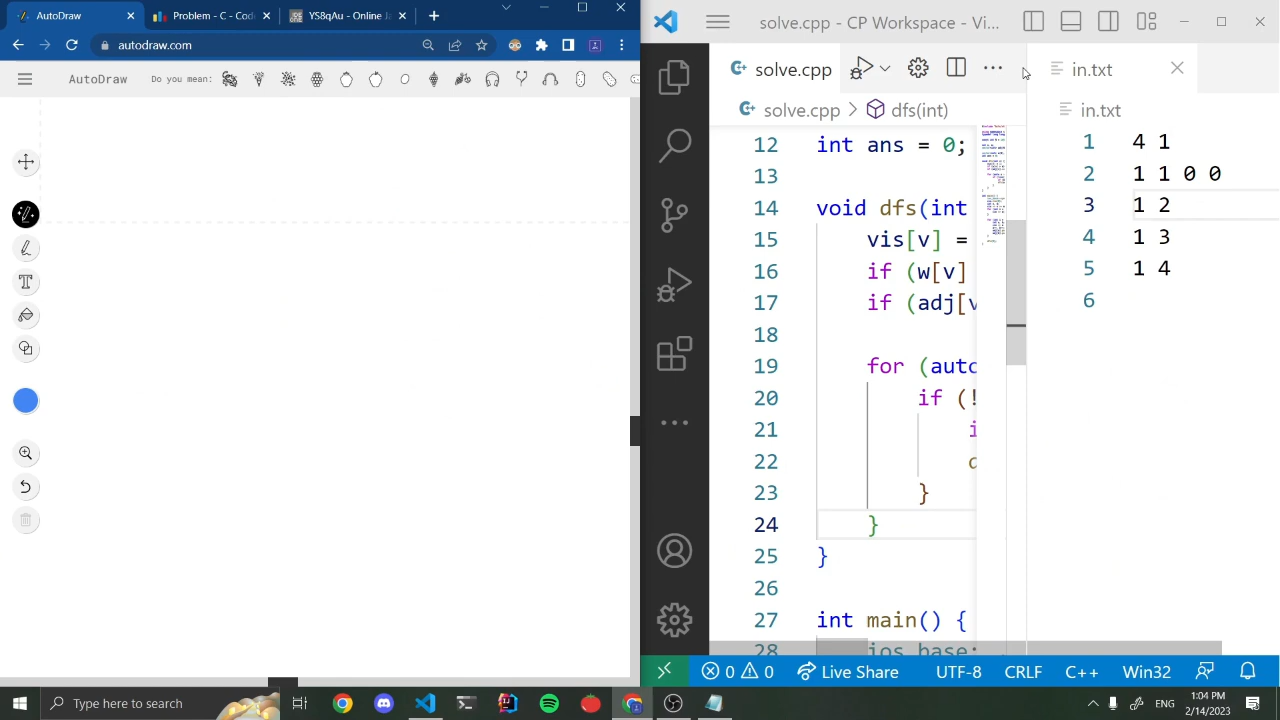 Problem - C - Code
YS8qAu - Online Ja
solve.cpp - CP Workspace - Vi...
autodraw.com
AutoDraw
Do you mean:
solve.cpp
in.txt
solve.cpp > dfs(int)
in.txt
12 int ans = 0;
13
14 void dfs(int
15 vis[v] =
16 if (w[v]
17 if (adj[v
18
19 for (auto
20 if (!
21 i
22 d
23 }
24 }
25 }
26
27 int main() {
28 ios_base:
1 4 1
2 1 1 0 0
3 1 2
4 1 3
5 1 4
6
0 0 Live Share UTF-8 CRLF C++ Win32
Type here to search
ENG
1:04 PM
2/14/2023